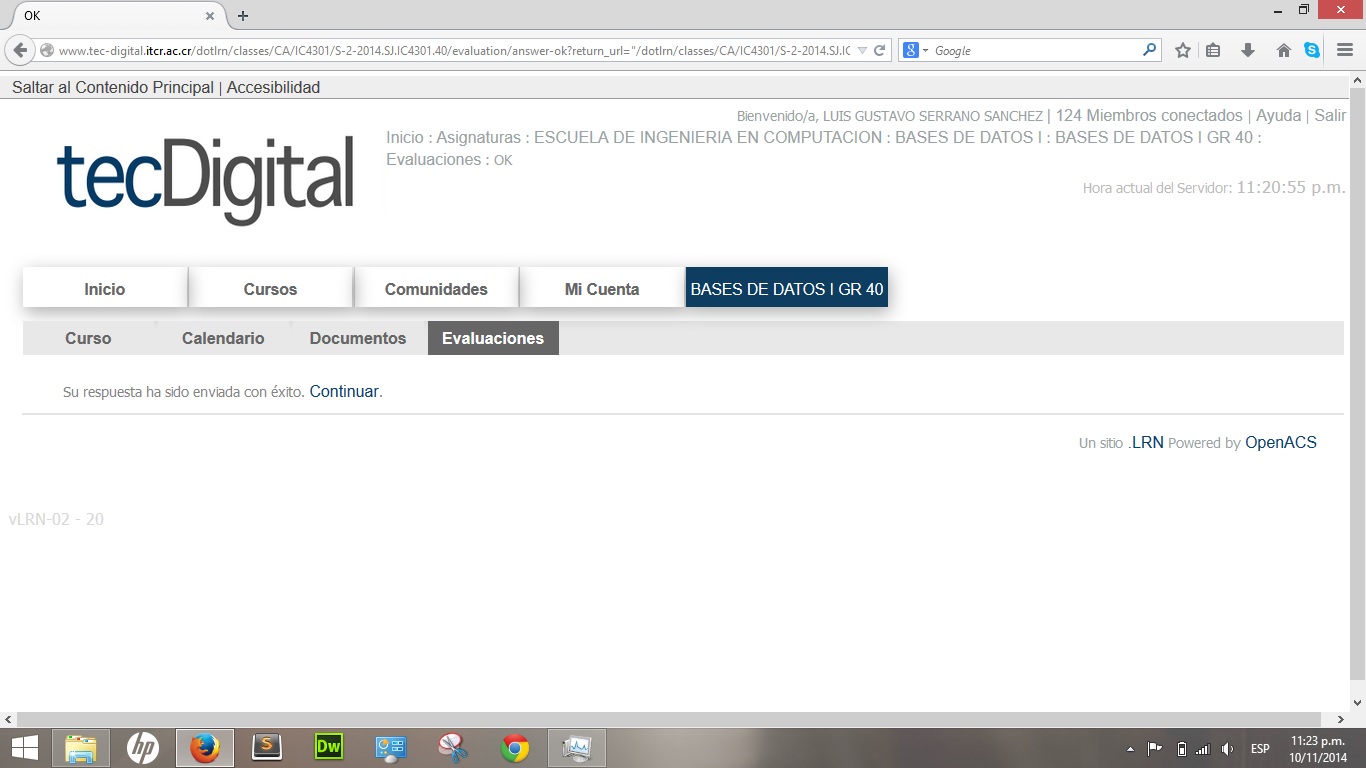 OK
www.tec-digital.itcr.ac.cr/dotlrn/classes/CA/IC4301/S-2-2014.SJ.IC4301.40/evaluation/answer-ok?return_url="/dotlrn/classes/CA/IC4301/S-2-2014.SJ.IC
Google
Saltar al Contenido Principal | Accesibilidad
Bienvenido/a, LUIS GUSTAVO SERRANO SANCHEZ | 124 Miembros conectados | Ayuda | Salir
Inicio : Asignaturas : ESCUELA DE INGENIERIA EN COMPUTACION : BASES DE DATOS I : BASES DE DATOS I GR 40 :
Evaluaciones : OK
tecDigital
Hora actual del Servidor: 11:20:55 p.m.
Inicio Cursos Comunidades Mi Cuenta BASES DE DATOS I GR 40
Curso Calendario Documentos Evaluaciones
Su respuesta ha sido enviada con éxito. Continuar.
Un sitio .LRN Powered by OpenACS
vLRN-02 - 20
hp S Dw ESP 11:23 p.m.
10/11/2014